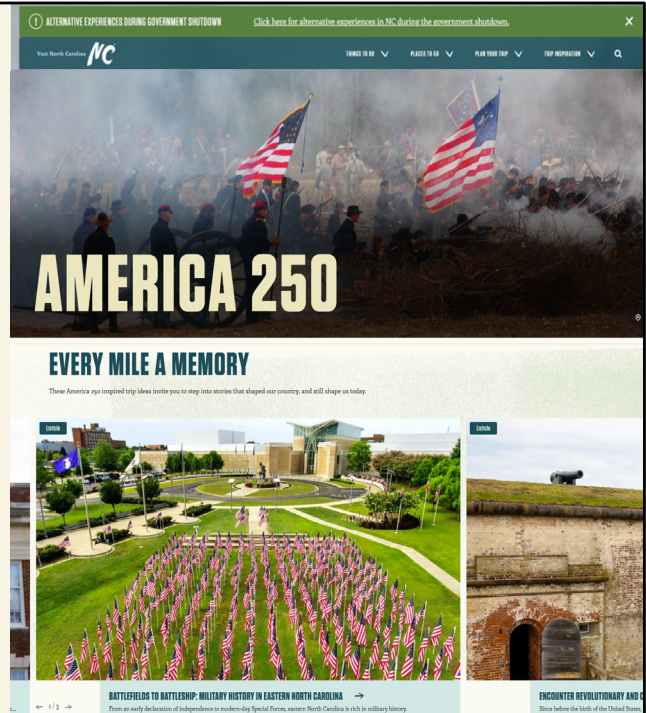 ALTERNATIVE EXPERIENCES DURING GOVERNMENT SHUTDOWN Click here for alternative experiences in NC during the government shutdown. X
Visit North Carolina NC THINGS TO DO PLACES TO GO PLAN YOUR TRIP TRIP INSPIRATION
AMERICA 250
EVERY MILE A MEMORY
These America 250 inspired trip ideas invite you to step into stories that shaped our country, and still shape us today.
Listicle Listicle
BATTLEFIELDS TO BATTLESHIP: MILITARY HISTORY IN EASTERN NORTH CAROLINA → ENCOUNTER REVOLUTIONARY AND
← 1/3 → From an early declaration of independence to modern-day Special Forces, eastern North Carolina is rich in military history. Since before the birth of the United States,